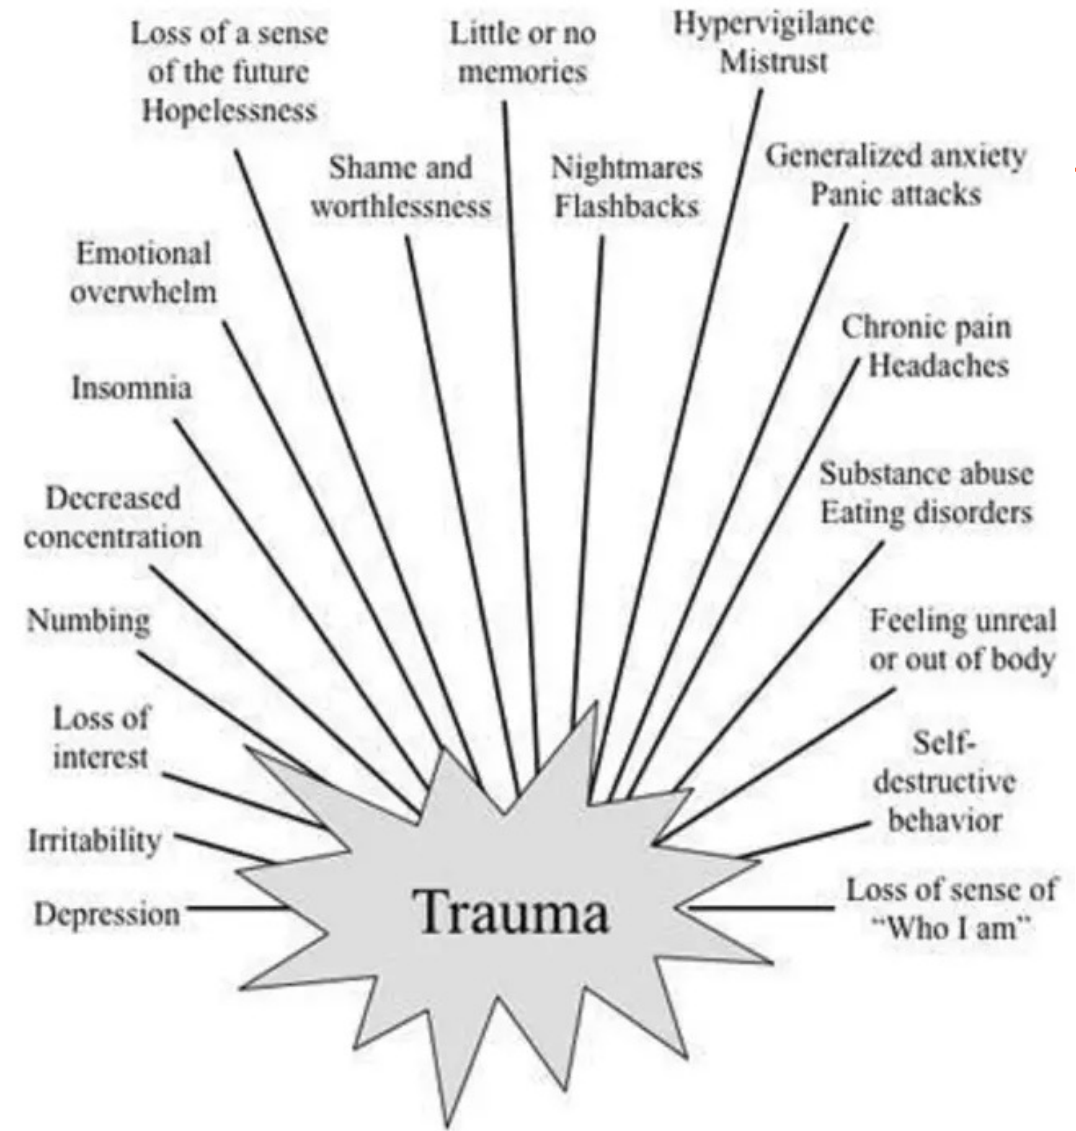 Loss of a sense
of the future
Hopelessness
Little or no
memories
Hypervigilance
Mistrust
Shame and
worthlessness
Nightmares
Flashbacks
Generalized anxiety
Panic attacks
Emotional
overwhelm
Chronic pain
Headaches
Insomnia
Substance abuse
Eating disorders
Decreased
concentration
Numbing
Feeling unreal
or out of body
Loss of
interest
Self-
destructive
behavior
Irritability
Depression
Trauma
Loss of sense of
“Who I am”